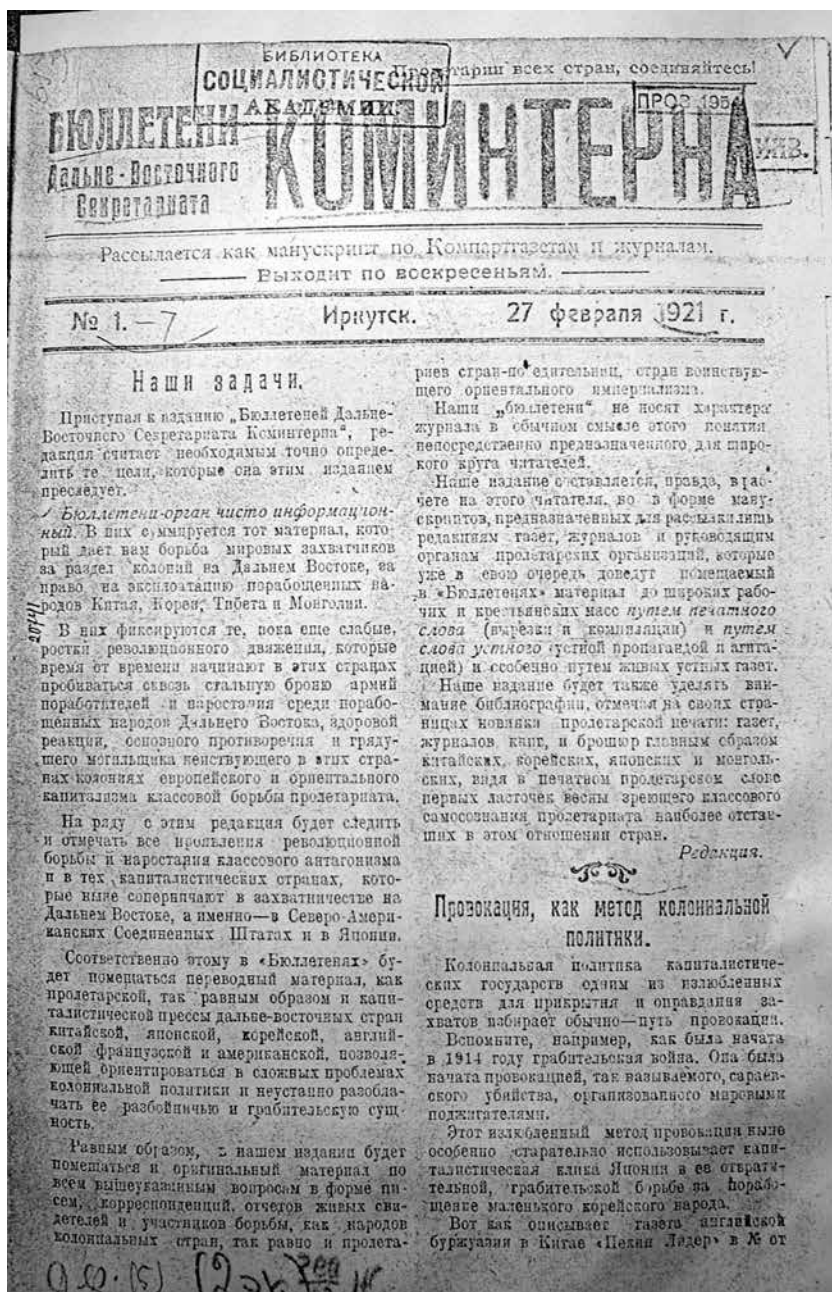 БИБЛИОТЕКА
СОЦИАЛИСТИЧЕСКОЙ
АКАДЕМИИ
Пролетарии всех стран, соединяйтесь!
ПРОВ 195
БЮЛЛЕТЕНИ
Дальне-Восточного
Секретариата
КОМИНТЕРНА
Рассылается как манускрипт по Компартгазетам и журналам.
Выходит по воскресеньям.
№ 1.-7 Иркутск. 27 февраля 1921 г.
Наши задачи.
Приступая к изданию „Бюллетеней Дальне-
Восточного Секретариата Коминтерна“, ре-
дакция считает необходимым точно опреде-
лить те цели, которые она этим изданием
преследует.
Бюллетени-орган чисто информацион-
ный. В них суммируется тот материал, кото-
рый дает вам борьба мировых захватчиков
за раздел колоний на Дальнем Востоке, за
право на эксплоатацию порабощенных на-
родов Китая, Кореи, Тибета и Монголии.
В них фиксируются те, пока еще слабые,
ростки революционного движения, которые
время от времени начинают в этих странах
пробиваться сквозь стальную броню армий
поработителей и наростания среди порабо-
щенных народов Дальнего Востока, здоровой
реакции, основного противоречия и гряду-
щего могильщика неиствующего в этих стра-
нах-колониях европейского и ориентального
капитализма классовой борьбы пролетариата.
На ряду с этим редакция будет следить
и отмечать все проявления революционной
борьбы и наростания классового антагонизма
и в тех капиталистических странах, кото-
рые ныне соперничают в захватничестве на
Дальнем Востоке, а именно—в Северо-Амери-
канских Соединенных Штатах и в Японии.
Соответственно этому в «Бюллетенях» бу-
дет помещаться переводный материал, как
пролетарской, так равным образом и капи-
талистической прессы дальне-восточных стран
китайской, японской, корейской, англий-
ской французской и американской, позволя-
ющей ориентироваться в сложных проблемах
колониальной политики и неустанно разобла-
чать ее разбойничью и грабительскую сущ-
ность.
Равным образом, в нашем издании будет
помещаться и оригинальный материал по
всем вышеуказанным вопросам в форме пи-
сем, корреспонденций, отчетов живых сви-
детелей и участников борьбы, как народов
колониальных стран, так равно и пролета-
риев стран-победительниц, стран воинствую-
щего ориентального империализма.
Наши „бюллетени“ не носят характера
журнала в обычном смысле этого понятия
непосредственно предназначенного для широ-
кого круга читателей.
Наше издание составляется, правда, в рас-
чете на этого читателя, но в форме ману-
скриптов, предназначенных для рассылки лишь
редакциям газет, журналов и руководящим
органам пролетарских организаций, которые
уже в свою очередь доведут помещаемый
в «Бюллетенях» материал до широких рабо-
чих и крестьянских масс путем печатного
слова (вырезки и компиляции) и путем
слова устного (устной пропагандой и агита-
цией) и особенно путем живых устных газет.
Наше издание будет также уделять вни-
мание библиографии, отмечая на своих стра-
ницах новинки пролетарской печати: газет,
журналов книг, и брошюр главным образом
китайских, корейских, японских и монголь-
ских, видя в печатном пролетарском слове
первых ласточек весны зреющего классового
самосознания пролетариата наиболее отстав-
ших в этом отношении стран.
Редакция.
Провокация, как метод колониальной
политики.
Колониальная политика капиталистиче-
ских государств одним из излюбленных
средств для прикрытия и оправдания за-
хватов избирает обычно—путь провокации.
Вспомните, например, как была начата
в 1914 году грабительская война. Она была
начата провокацией, так называемого, сараев-
ского убийства, организованного мировыми
поджигателями.
Этот излюбленный метод провокации ныне
особенно старательно использовывает капи-
талистическая клика Японии в ее отврати-
тельной, грабительской борьбе за порабо-
щение маленького корейского народа.
Вот как описывает газета английской
буржуазии в Китае «Пекин Лидер» в № от